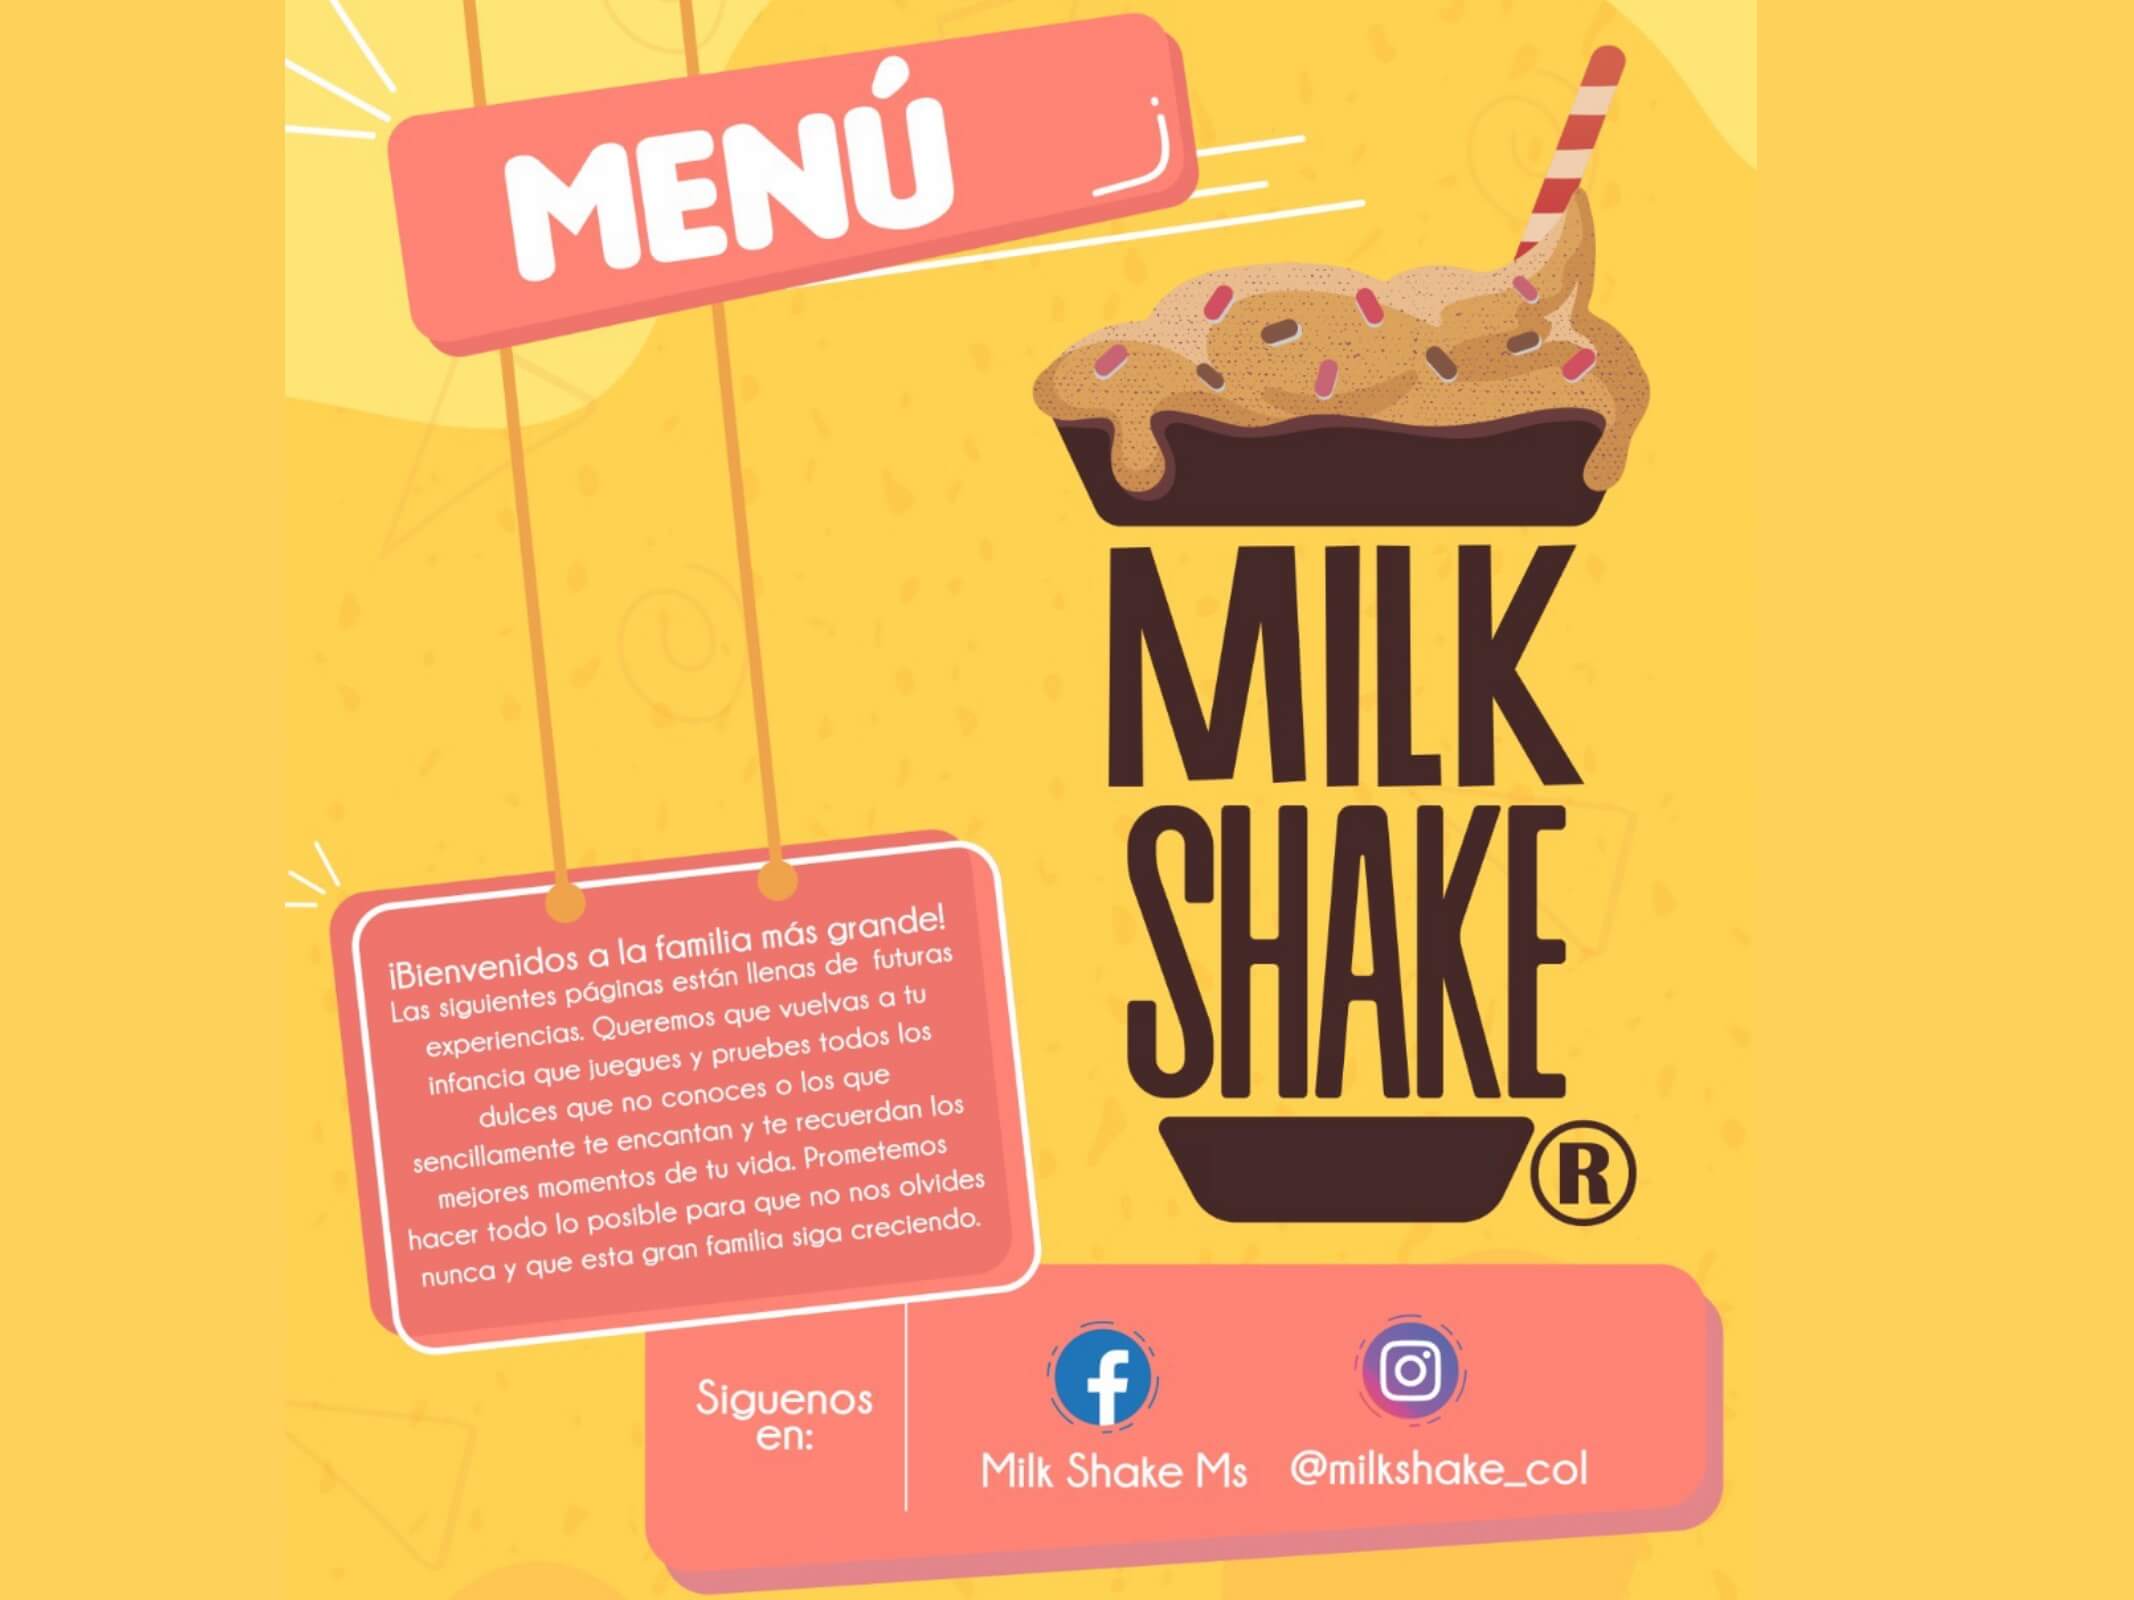 MENÚ
MILK
SHAKE
®
¡Bienvenidos a la familia más grande!
Las siguientes páginas están llenas de futuras
experiencias. Queremos que vuelvas a tu
infancia que juegues y pruebes todos los
dulces que no conoces o los que
sencillamente te encantan y te recuerdan los
mejores momentos de tu vida. Prometemos
hacer todo lo posible para que no nos olvides
nunca y que esta gran familia siga creciendo.
Siguenos
en:
Milk Shake Ms
@milkshake_col